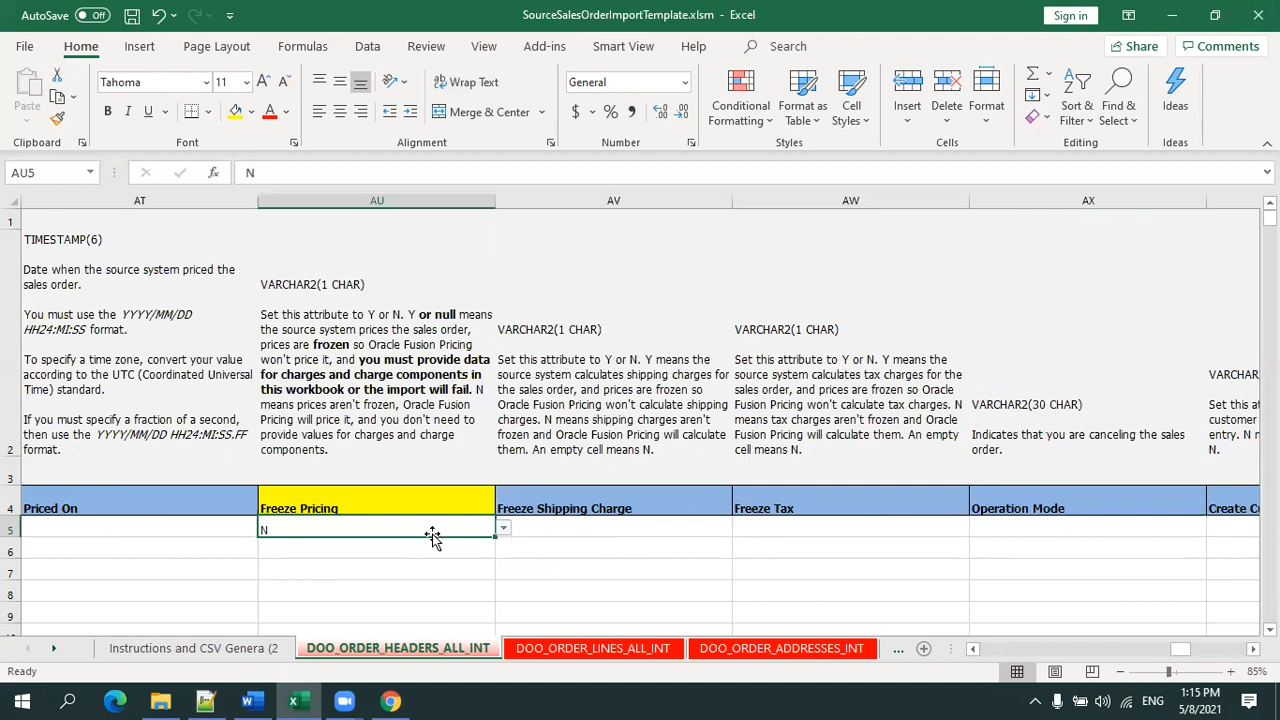 AutoSave Off
SourceSalesOrderImportTemplate.xlsm - Excel
Sign in
File Home Insert Page Layout Formulas Data Review View Add-ins Smart View Help Search Share Comments
Paste
Tahoma 11
Wrap Text
General
Merge & Center
Conditional Formatting
Format as Table
Cell Styles
Insert
Delete
Format
Sort & Filter
Find & Select
Ideas
Clipboard Font Alignment Number Styles Cells Editing Ideas
AU5
N
AT AU AV AW AX
1
TIMESTAMP(6)
Date when the source system priced the
sales order.
You must use the YYYY/MM/DD
HH24:MI:SS format.
To specify a time zone, convert your value
according to the UTC (Coordinated Universal
Time) standard.
If you must specify a fraction of a second,
then use the YYYY/MM/DD HH24:MI:SS.FF
format.
VARCHAR2(1 CHAR)
Set this attribute to Y or N. Y or null means
the source system prices the sales order,
prices are frozen so Oracle Fusion Pricing
won't price it, and you must provide data
for charges and charge components in
this workbook or the import will fail. N
means prices aren't frozen, Oracle Fusion
Pricing will price it, and you don't need to
provide values for charges and charge
components.
VARCHAR2(1 CHAR)
Set this attribute to Y or N. Y means the
source system calculates shipping charges for
the sales order, and prices are frozen so
Oracle Fusion Pricing won't calculate shipping
charges. N means shipping charges aren't
frozen and Oracle Fusion Pricing will calculate
them. An empty cell means N.
VARCHAR2(1 CHAR)
Set this attribute to Y or N. Y means the
source system calculates tax charges for the
sales order, and prices are frozen so Oracle
Fusion Pricing won't calculate tax charges. N
means tax charges aren't frozen and Oracle
Fusion Pricing will calculate them. An empty
cell means N.
VARCHAR2(30 CHAR)
Indicates that you are canceling the sales
order.
VARCHAR
Set this at
customer
entry. N m
N.
2
3
4 Priced On Freeze Pricing Freeze Shipping Charge Freeze Tax Operation Mode Create Cu
5 N
6
7
8
9
Instructions and CSV Genera (2 DOO_ORDER_HEADERS_ALL_INT DOO_ORDER_LINES_ALL_INT DOO_ORDER_ADDRESSES_INT ...
Ready
85%
ENG
1:15 PM
5/8/2021